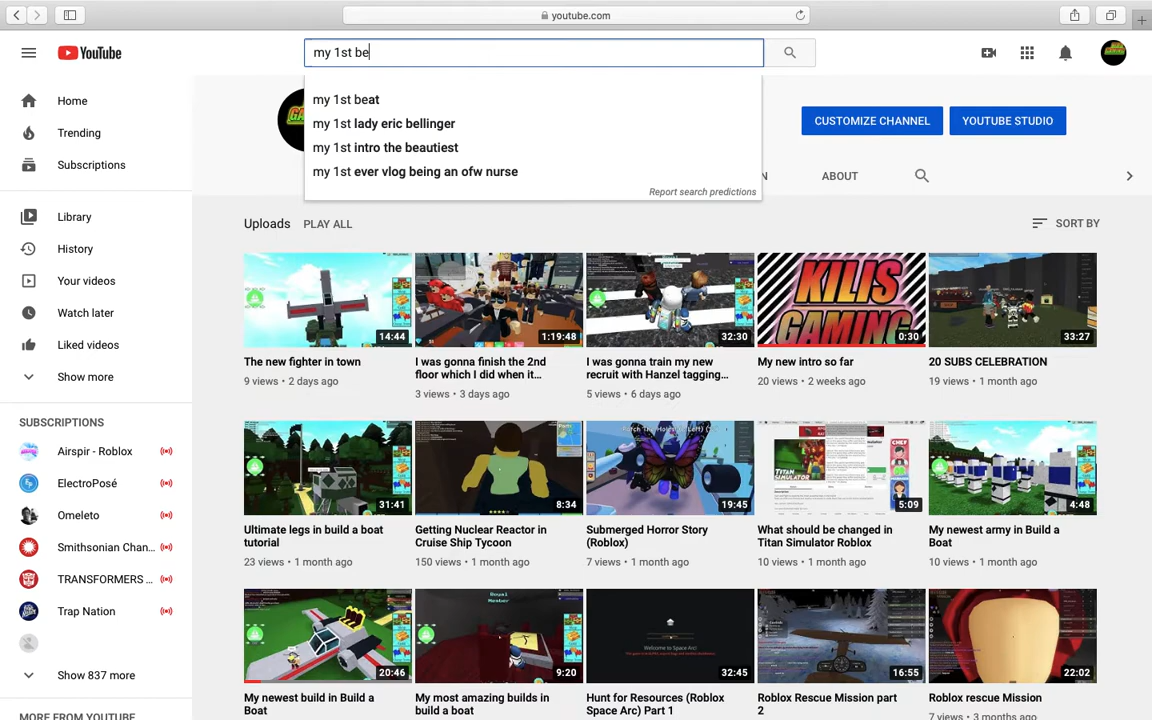 youtube.com
YouTube
my 1st be
my 1st beat
my 1st lady eric bellinger
my 1st intro the beautiest
my 1st ever vlog being an ofw nurse
Report search predictions
CUSTOMIZE CHANNEL
YOUTUBE STUDIO
N
ABOUT
Home
Trending
Subscriptions
Library
History
Your videos
Watch later
Liked videos
Show more
SUBSCRIPTIONS
Airspir - Roblox
ElectroPosé
Omeleto
Smithsonian Chan...
TRANSFORMERS ...
Trap Nation
Show 837 more
MORE FROM YOUTUBE
Uploads
PLAY ALL
SORT BY
14:44
1:19:48
32:30
KILIS
GAMING
0:30
33:27
The new fighter in town
9 views • 2 days ago
I was gonna finish the 2nd
floor which I did when it...
3 views • 3 days ago
I was gonna train my new
recruit with Hanzel tagging...
5 views • 6 days ago
My new intro so far
20 views • 2 weeks ago
20 SUBS CELEBRATION
19 views • 1 month ago
31:41
8:34
19:45
TITAN
SIMULATOR
CHEF
5:09
4:48
Ultimate legs in build a boat
tutorial
23 views • 1 month ago
Getting Nuclear Reactor in
Cruise Ship Tycoon
150 views • 1 month ago
Submerged Horror Story
(Roblox)
7 views • 1 month ago
What should be changed in
Titan Simulator Roblox
10 views • 1 month ago
My newest army in Build a
Boat
10 views • 1 month ago
20:46
9:20
Welcome to Space Arc!
32:45
16:55
22:02
My newest build in Build a
Boat
My most amazing builds in
build a boat
Hunt for Resources (Roblox
Space Arc) Part 1
Roblox Rescue Mission part
2
Roblox rescue Mission
7 views • 3 months ago